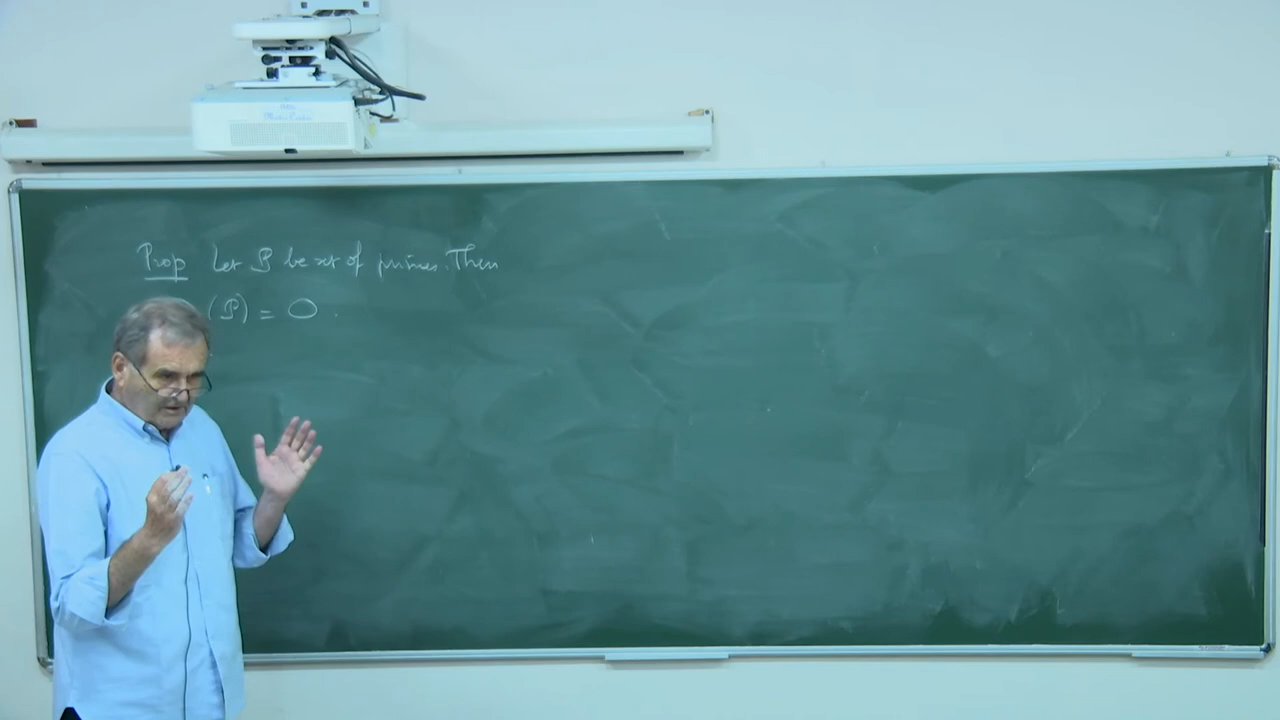 Prop Let P be set of primes. Then
(P) = 0.